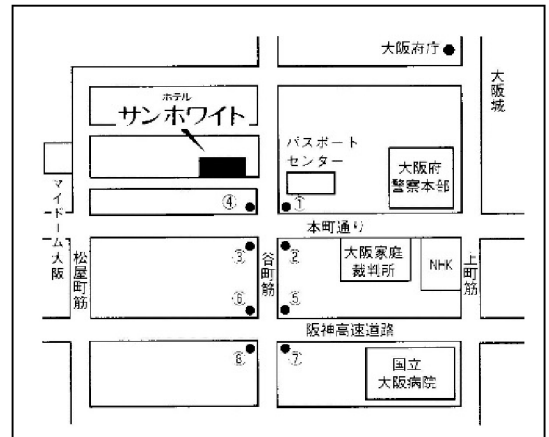 大阪府庁
大阪城
ホテル
サンホワイト
パスポート
センター
大阪府
警察本部
マイドーム大阪
④
①
本町通り
松屋町筋
③
谷町筋
②
大阪家庭
裁判所
NHK
上町筋
⑥
⑤
阪神高速道路
⑧
⑦
国立
大阪病院